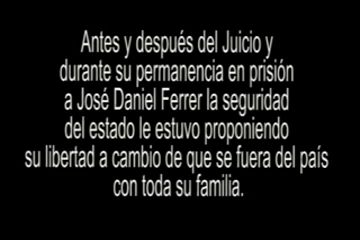 Antes y después del Juicio y
durante su permanencia en prisión
a José Daniel Ferrer la seguridad
del estado le estuvo proponiendo
su libertad a cambio de que se fuera del país
con toda su familia.